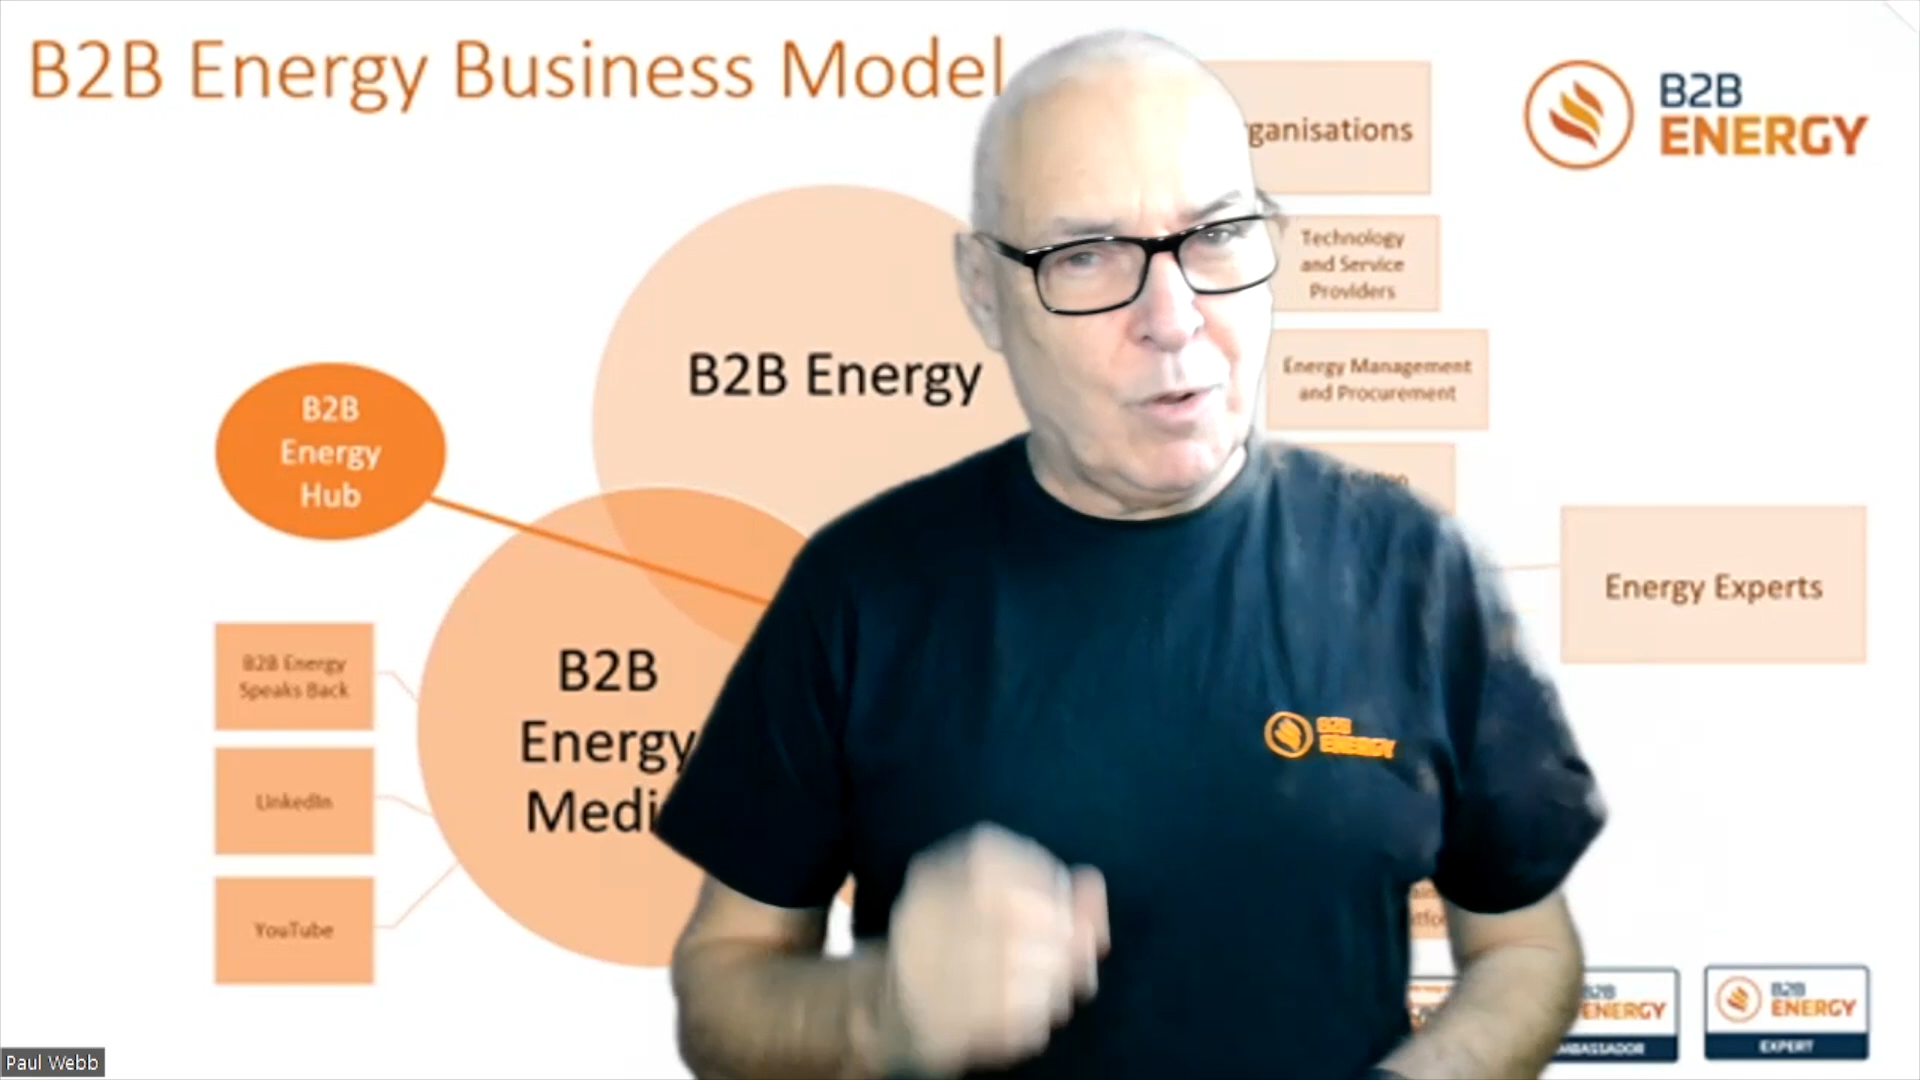 B2B Energy Business Model
B2B
ENERGY
ganisations
Technology
and Service
Providers
B2B Energy
Energy Management
and Procurement
B2B
Energy
Hub
Energy Experts
B2B Energy
Speaks Back
B2B
Energy
Medi
B2B
ENERGY
LinkedIn
YouTube
B2B
ENERGY
AMBASSADOR
B2B
ENERGY
EXPERT
Paul Webb